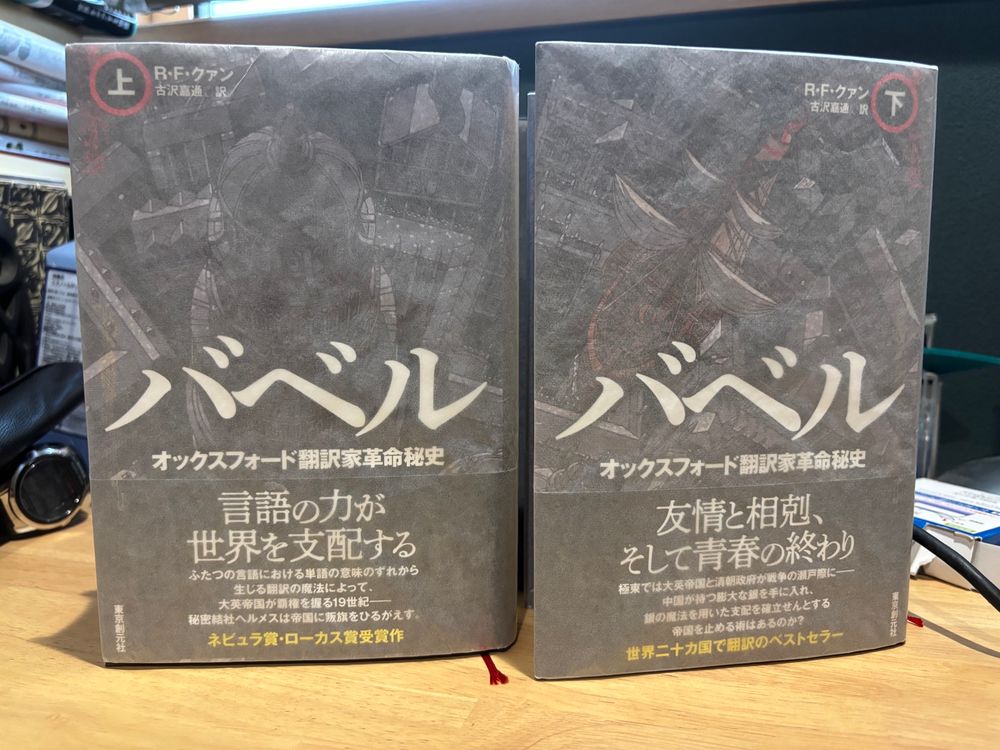 上
R・F・クァン
古沢嘉通 訳
バベル
オックスフォード翻訳家革命秘史
言語の力が
世界を支配する
ふたつの言語における単語の意味のずれから
生じる翻訳の魔法によって、
大英帝国が覇権を握る19世紀──
秘密結社ヘルメスは帝国に叛旗をひるがえす。
ネビュラ賞・ローカス賞受賞作
東京創元社
下
R・F・クァン
古沢嘉通 訳
バベル
オックスフォード翻訳家革命秘史
友情と相剋、
そして青春の終わり
極東では大英帝国と清朝政府が戦争の瀬戸際に──
中国が持つ膨大な銀を手に入れ、
銀の魔法を用いた支配を確立せんとする
帝国を止める術はあるのか?
世界二十カ国で翻訳のベストセラー
東京創元社